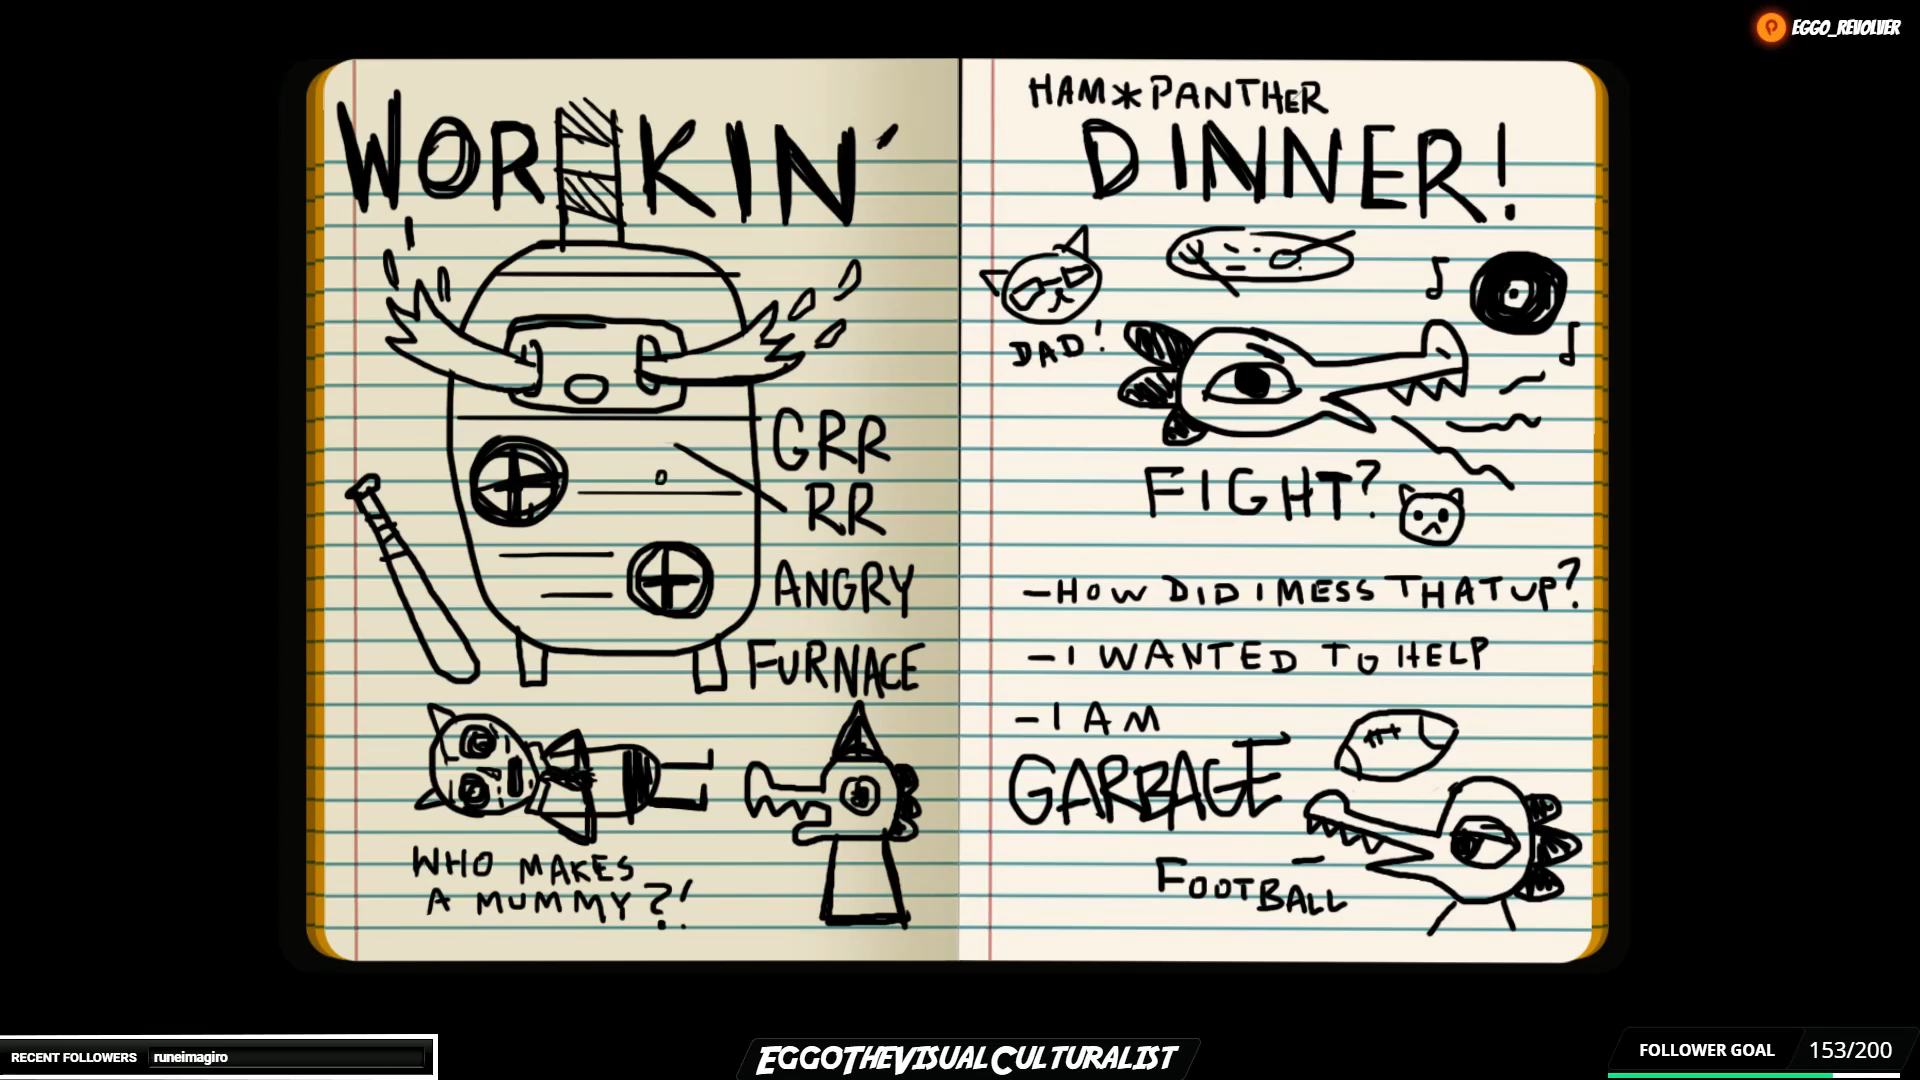 EGGO_REVOLVER
WORKIN'
GRR
RR
ANGRY
FURNACE
WHO MAKES
A MUMMY?!
HAM*PANTHER
DINNER!
DAD!
FIGHT?
-HOW DID I MESS THAT UP?
-I WANTED TO HELP
-I AM
GARBAGE
FOOTBALL
RECENT FOLLOWERS runeimagiro
EGGOTHEVISUALCULTURALIST
FOLLOWER GOAL 153/200